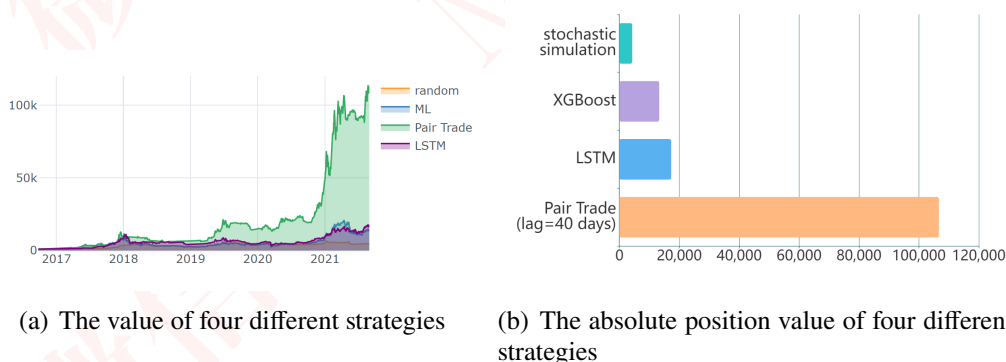 random
ML
Pair Trade
LSTM
100k
50k
0
2017
2018
2019
2020
2021
(a) The value of four different strategies
stochastic
simulation
XGBoost
LSTM
Pair Trade
(lag=40 days)
0
20,000
40,000
60,000
80,000
100,000
120,000
(b) The absolute position value of four differen
strategies